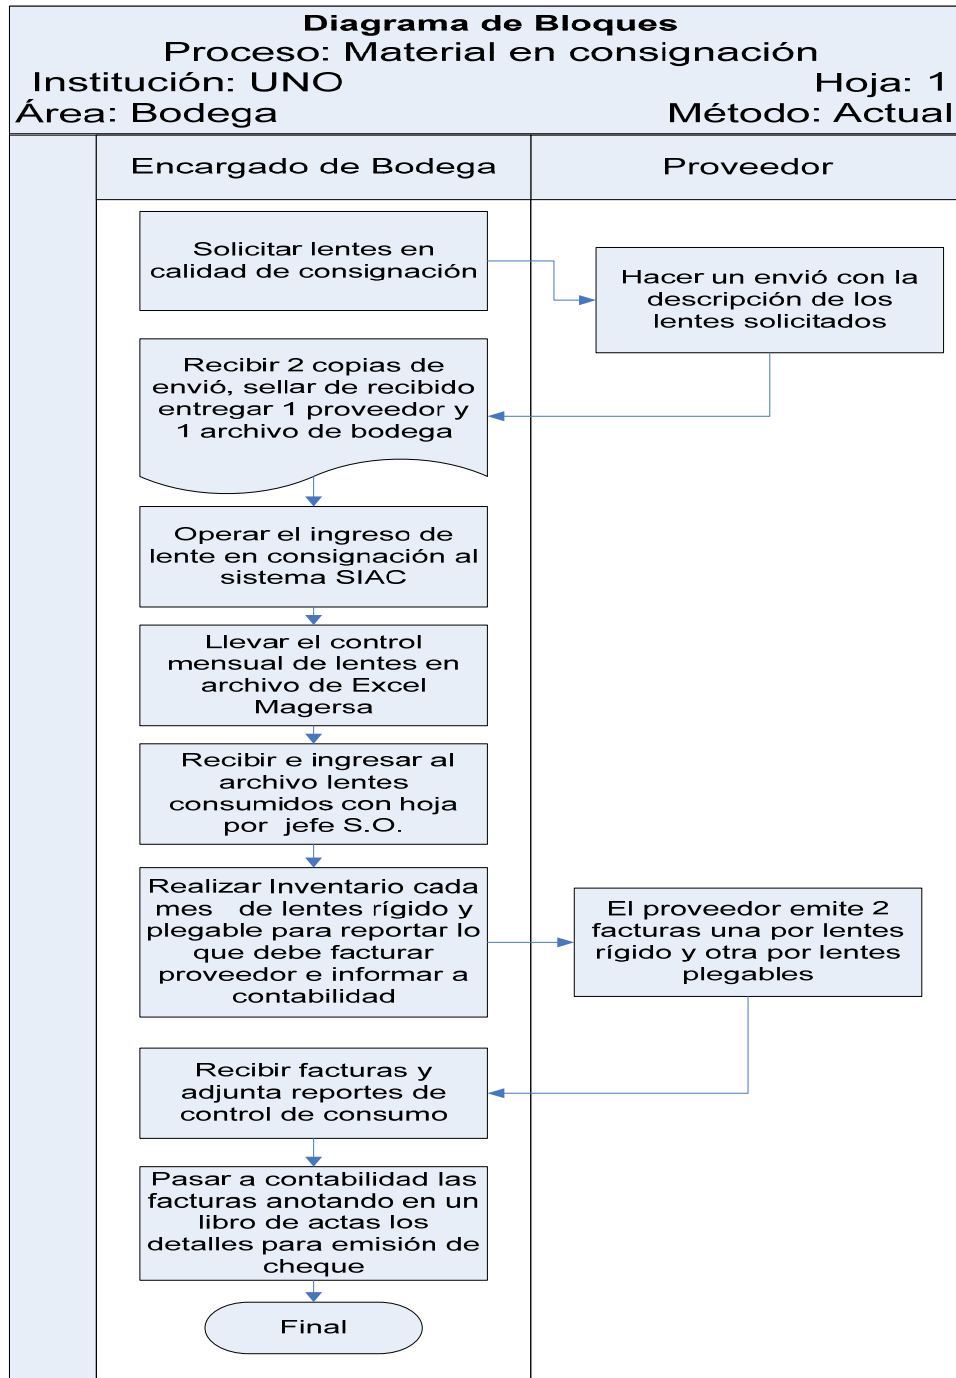 Diagrama de Bloques
Proceso: Material en consignación
Institución: UNO Hoja: 1
Área: Bodega Método: Actual
Encargado de Bodega Proveedor
Solicitar lentes en
calidad de consignación
Hacer un envió con la
descripción de los
lentes solicitados
Recibir 2 copias de
envió, sellar de recibido
entregar 1 proveedor y
1 archivo de bodega
Operar el ingreso de
lente en consignación al
sistema SIAC
Llevar el control
mensual de lentes en
archivo de Excel
Magersa
Recibir e ingresar al
archivo lentes
consumidos con hoja
por jefe S.O.
Realizar Inventario cada
mes de lentes rígido y
plegable para reportar lo
que debe facturar
proveedor e informar a
contabilidad
El proveedor emite 2
facturas una por lentes
rígido y otra por lentes
plegables
Recibir facturas y
adjunta reportes de
control de consumo
Pasar a contabilidad las
facturas anotando en un
libro de actas los
detalles para emisión de
cheque
Final